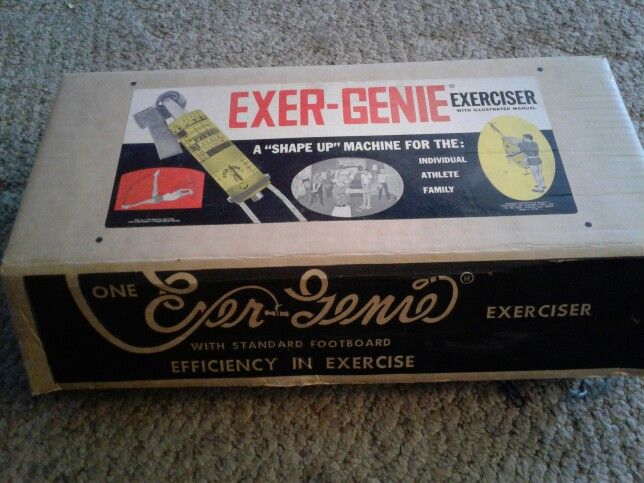 EXER-GENIE® EXERCISER
WITH ILLUSTRATED MANUAL
A "SHAPE UP" MACHINE FOR THE:
INDIVIDUAL
ATHLETE
FAMILY
ONE Exer-Genie® EXERCISER
WITH STANDARD FOOTBOARD
EFFICIENCY IN EXERCISE